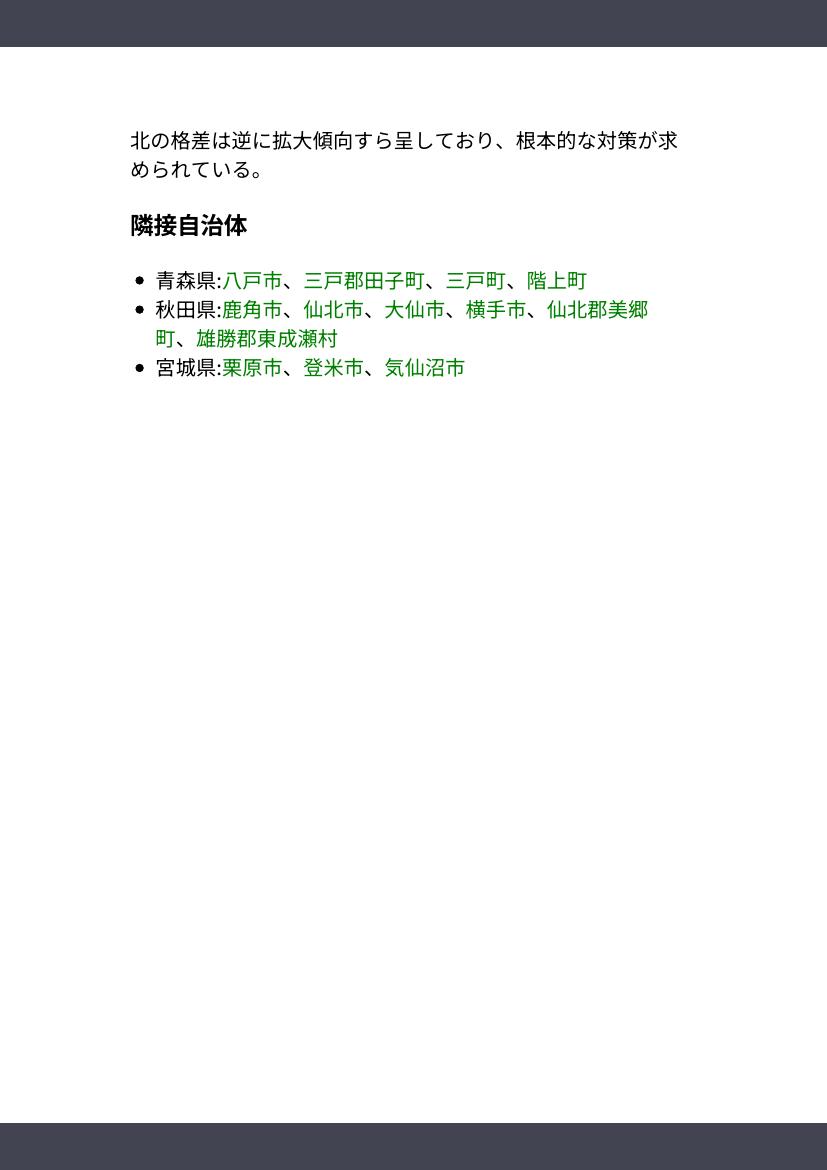 北の格差は逆に拡大傾向すら呈しており、根本的な対策が求
められている。
隣接自治体
• 青森県:八戸市、三戸郡田子町、三戸町、階上町
• 秋田県:鹿角市、仙北市、大仙市、横手市、仙北郡美郷
町、雄勝郡東成瀬村
• 宮城県:栗原市、登米市、気仙沼市